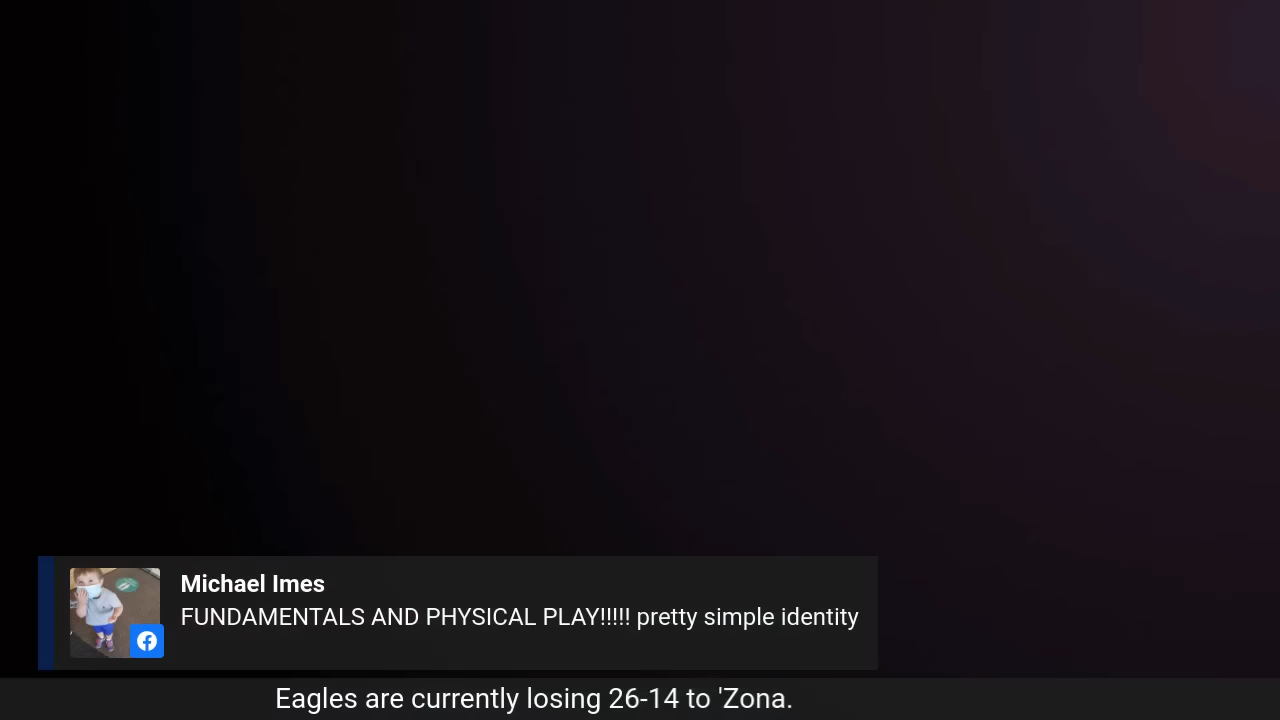 Michael Imes
FUNDAMENTALS AND PHYSICAL PLAY!!!!! pretty simple identity
Eagles are currently losing 26-14 to 'Zona.